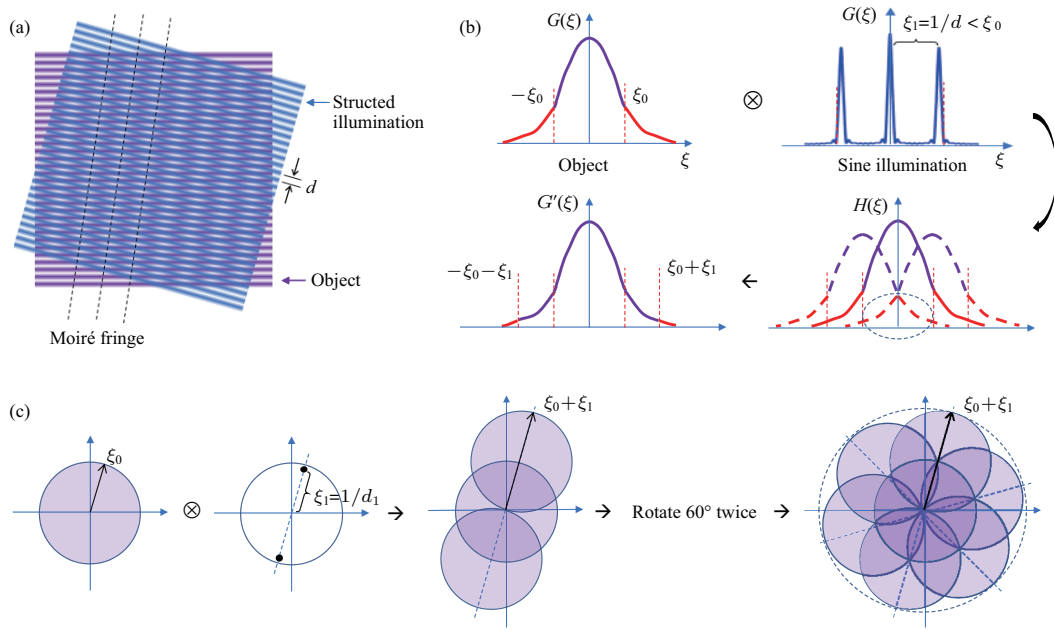 (a)
Structed
illumination
d
Object
Moiré fringe
(b)
G(ξ)
−ξ₀
ξ₀
ξ
Object
⊗
G(ξ)
ξ₁=1/d < ξ₀
ξ
Sine illumination
G′(ξ)
−ξ₀−ξ₁
ξ₀+ξ₁
H(ξ)
(c)
ξ₀
⊗
ξ₁=1/d₁
ξ₀+ξ₁
Rotate 60° twice
ξ₀+ξ₁